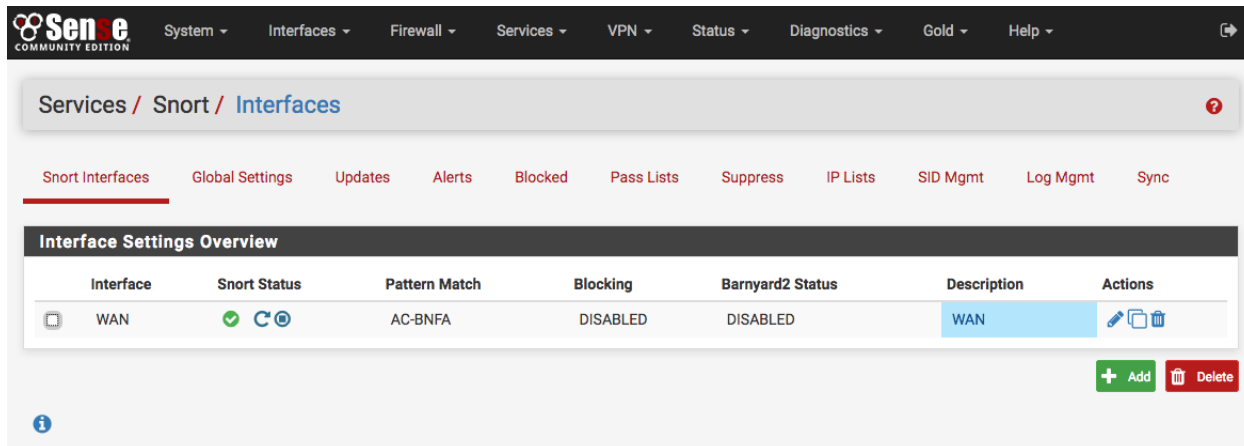 Sense
COMMUNITY EDITION
System Interfaces Firewall Services VPN Status Diagnostics Gold Help
Services / Snort / Interfaces
Snort Interfaces Global Settings Updates Alerts Blocked Pass Lists Suppress IP Lists SID Mgmt Log Mgmt Sync
Interface Settings Overview
Interface Snort Status Pattern Match Blocking Barnyard2 Status Description Actions
WAN AC-BNFA DISABLED DISABLED WAN
Add Delete